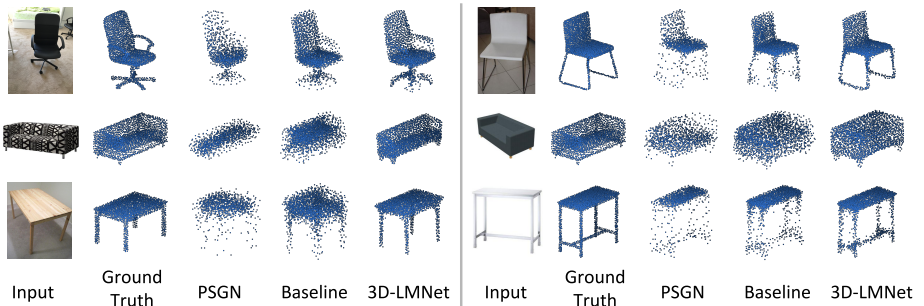 Input
Ground
Truth
PSGN
Baseline
3D-LMNet
Input
Ground
Truth
PSGN
Baseline
3D-LMNet